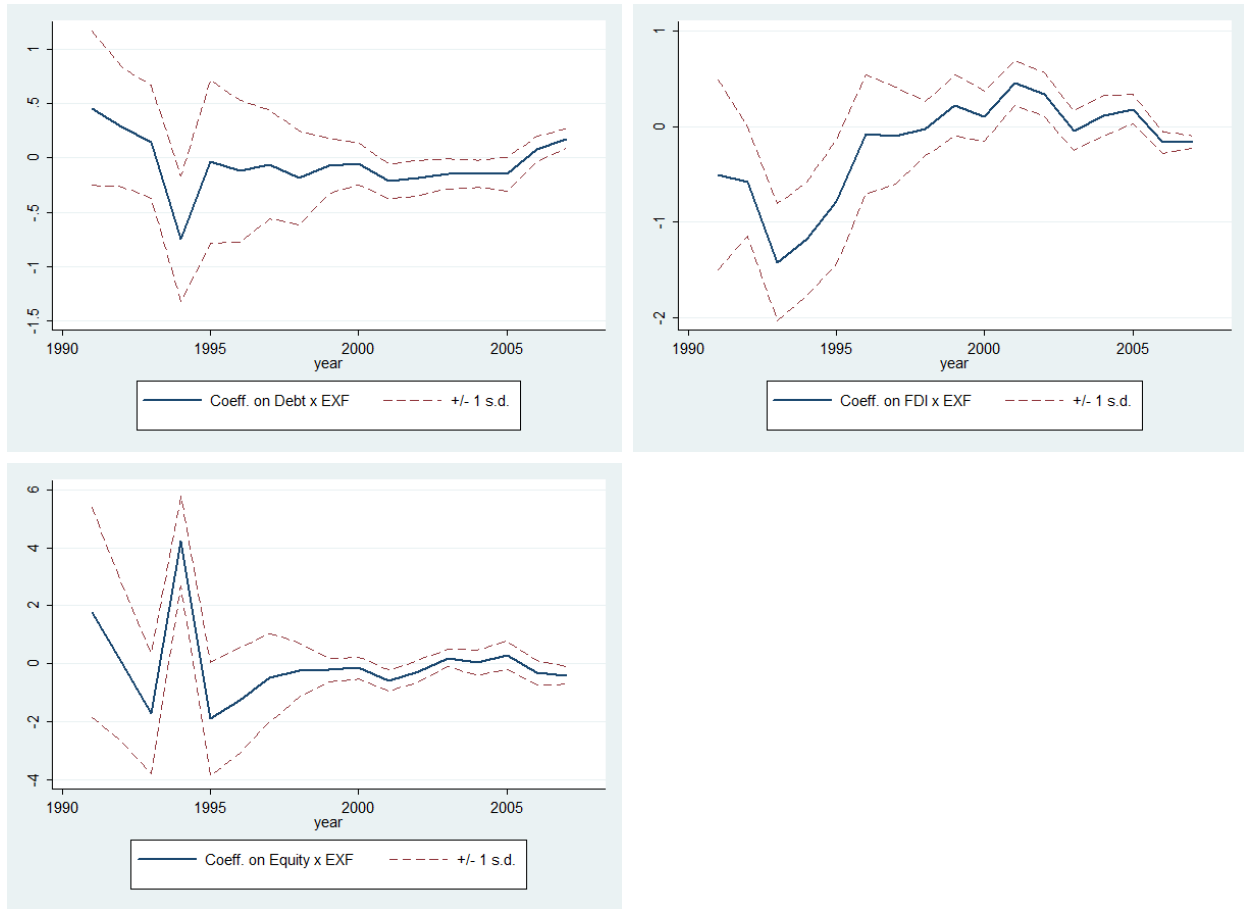 1
.5
0
-.5
-1
-1.5
1990 1995 2000 2005
year
Coeff. on Debt x EXF +/- 1 s.d.
1
0
-1
-2
1990 1995 2000 2005
year
Coeff. on FDI x EXF +/- 1 s.d.
6
4
2
0
-2
-4
1990 1995 2000 2005
year
Coeff. on Equity x EXF +/- 1 s.d.